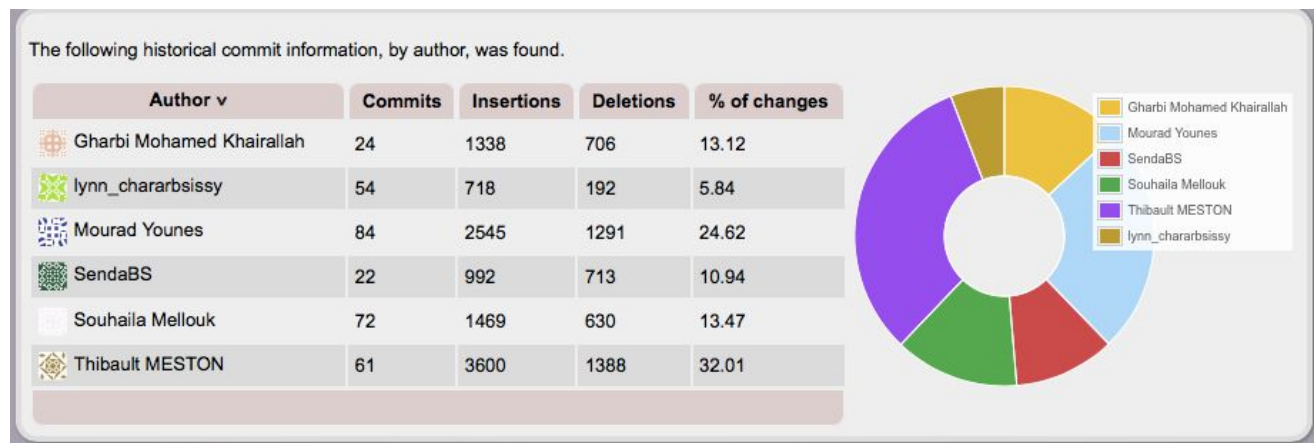 The following historical commit information, by author, was found.
Author v Commits Insertions Deletions % of changes
Gharbi Mohamed Khairallah 24 1338 706 13.12
lynn_chararbsissy 54 718 192 5.84
Mourad Younes 84 2545 1291 24.62
SendaBS 22 992 713 10.94
Souhaila Mellouk 72 1469 630 13.47
Thibault MESTON 61 3600 1388 32.01
Gharbi Mohamed Khairallah
Mourad Younes
SendaBS
Souhaila Mellouk
Thibault MESTON
lynn_chararbsissy